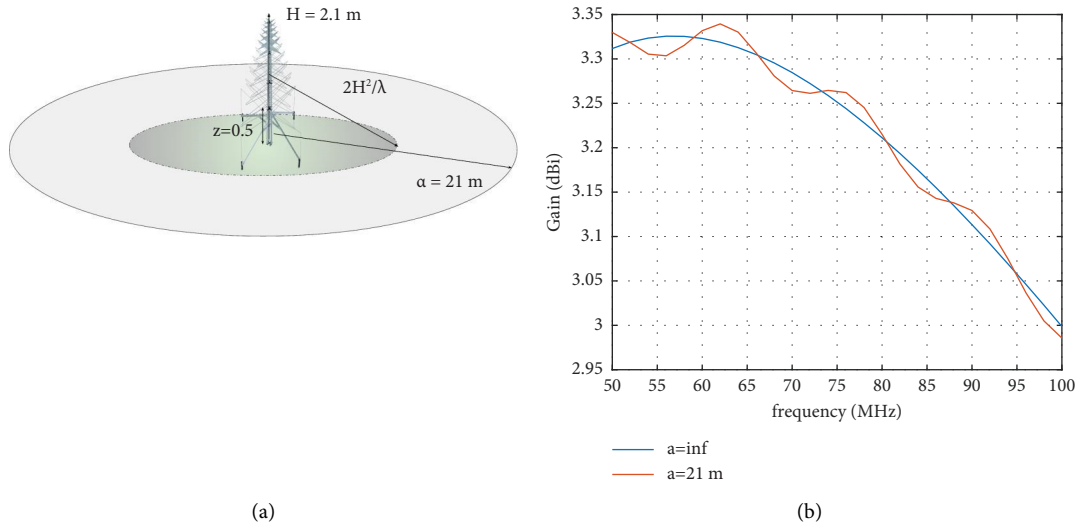 H = 2.1 m
2H²/λ
z=0.5
α = 21 m
(a)
3.35
3.3
3.25
3.2
3.15
3.1
3.05
3
2.95
Gain (dBi)
50 55 60 65 70 75 80 85 90 95 100
frequency (MHz)
a=inf
a=21 m
(b)